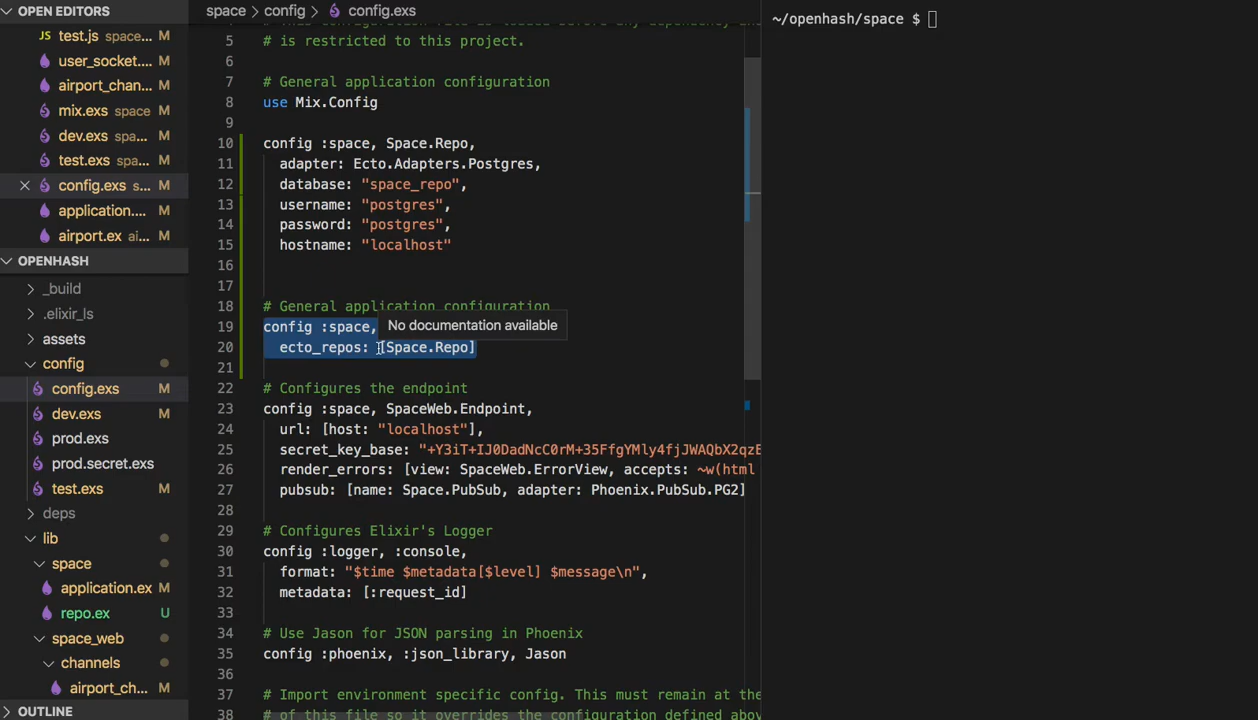 OPEN EDITORS
JS test.js space... M
user_socket.... M
airport_chan... M
mix.exs space M
dev.exs spa... M
test.exs spa... M
config.exs s... M
application.... M
airport.ex ai... M
OPENHASH
_build
.elixir_ls
assets
config
config.exs
dev.exs M
prod.exs
prod.secret.exs
test.exs M
deps
lib
space
application.ex M
repo.ex U
space_web
channels
airport_ch... M
OUTLINE
space > config > config.exs
5 # is restricted to this project.
6
7 # General application configuration
8 use Mix.Config
9
10 config :space, Space.Repo,
11 adapter: Ecto.Adapters.Postgres,
12 database: "space_repo",
13 username: "postgres",
14 password: "postgres",
15 hostname: "localhost"
16
17
18 # General application configuration
19 config :space,
No documentation available
20 ecto_repos: [Space.Repo]
21
22 # Configures the endpoint
23 config :space, SpaceWeb.Endpoint,
24 url: [host: "localhost"],
25 secret_key_base: "+Y3iT+IJ0DadNcC0rM+35FfgYMly4fjJWAQbX2qzE
26 render_errors: [view: SpaceWeb.ErrorView, accepts: ~w(html
27 pubsub: [name: Space.PubSub, adapter: Phoenix.PubSub.PG2]
28
29 # Configures Elixir's Logger
30 config :logger, :console,
31 format: "$time $metadata[$level] $message\n",
32 metadata: [:request_id]
33
34 # Use Jason for JSON parsing in Phoenix
35 config :phoenix, :json_library, Jason
36
37 # Import environment specific config. This must remain at the
38 # of this file so it overrides the configuration defined above
~/openhash/space $